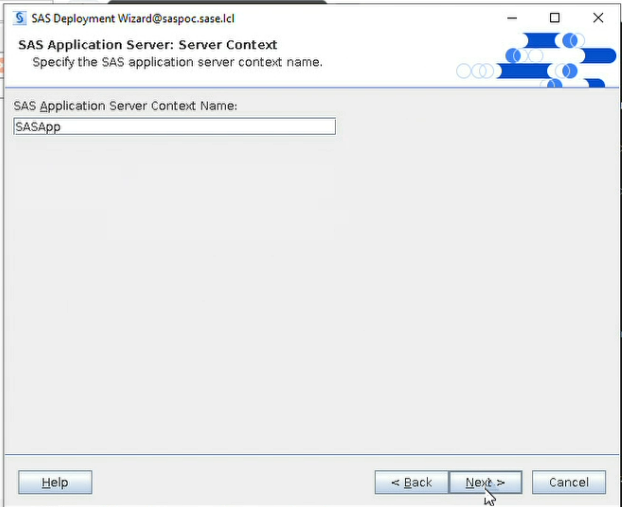 SAS Deployment Wizard@saspoc.sase.lcl
SAS Application Server: Server Context
Specify the SAS application server context name.
SAS Application Server Context Name:
SASApp
Help
< Back
Next >
Cancel